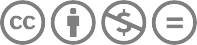 cc
$
=